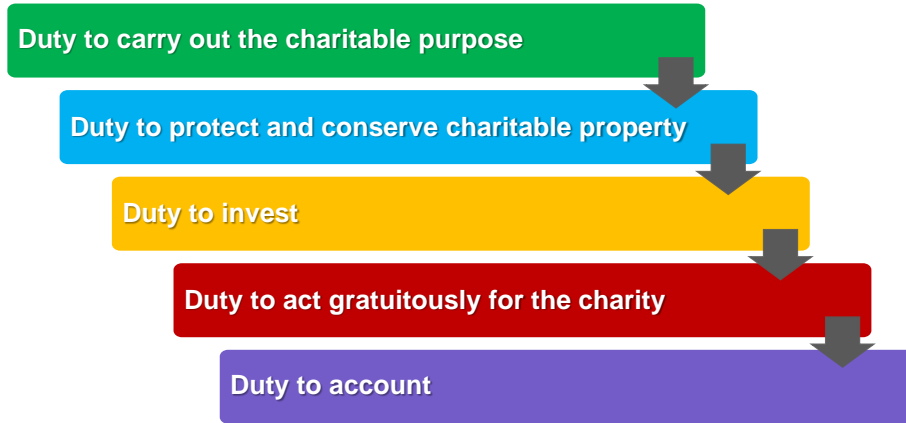 Duty to carry out the charitable purpose
Duty to protect and conserve charitable property
Duty to invest
Duty to act gratuitously for the charity
Duty to account